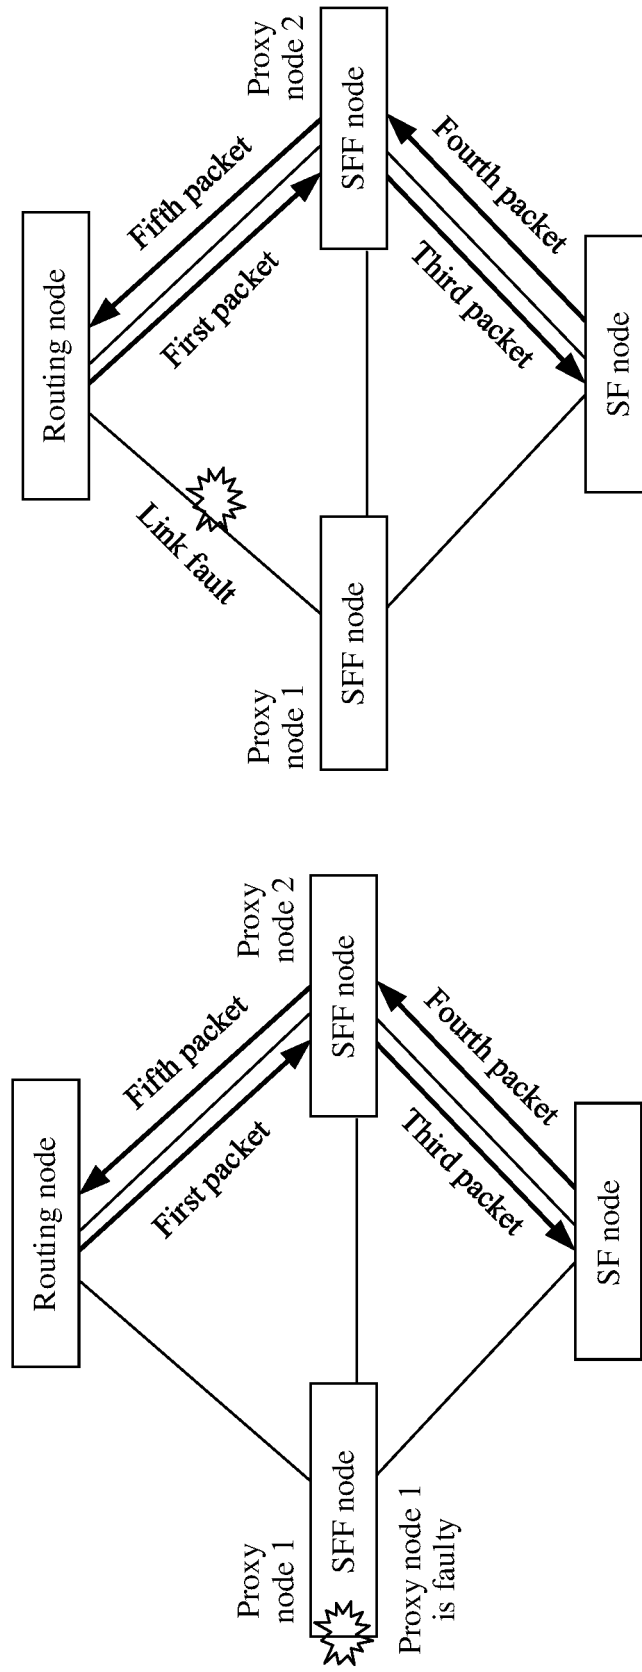 Routing node
Proxy
node 1
SFF node
Proxy node 1
is faulty
Proxy
node 2
SFF node
SF node
First packet
Fifth packet
Third packet
Fourth packet
Routing node
Link fault
Proxy
node 1
SFF node
Proxy
node 2
SFF node
SF node
First packet
Fifth packet
Third packet
Fourth packet